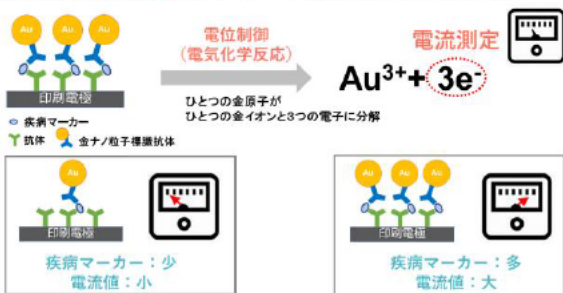 Au Au Au
電位制御
(電気化学反応)
電流測定
Au³⁺+ 3e⁻
印刷電極
ひとつの金原子が
ひとつの金イオンと3つの電子に分解
疾病マーカー
抗体 金ナノ粒子標識抗体
Au
印刷電極
疾病マーカー：少
電流値：小
Au Au Au
印刷電極
疾病マーカー：多
電流値：大